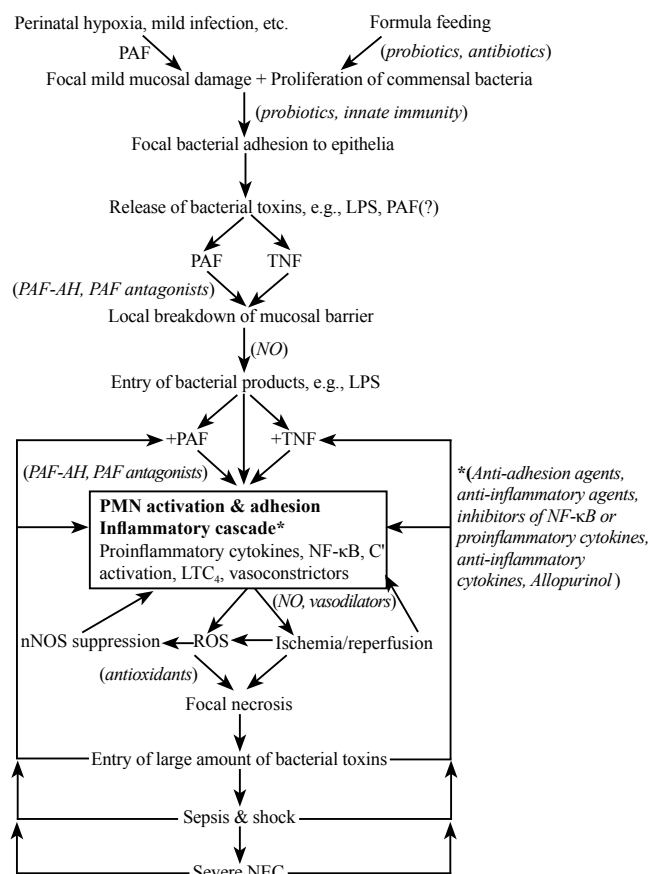 Perinatal hypoxia, mild infection, etc.
Formula feeding
PAF
(probiotics, antibiotics)
Focal mild mucosal damage + Proliferation of commensal bacteria
(probiotics, innate immunity)
Focal bacterial adhesion to epithelia
Release of bacterial toxins, e.g., LPS, PAF(?)
PAF
TNF
(PAF-AH, PAF antagonists)
Local breakdown of mucosal barrier
(NO)
Entry of bacterial products, e.g., LPS
+PAF
+TNF
(PAF-AH, PAF antagonists)
*(Anti-adhesion agents,
anti-inflammatory agents,
inhibitors of NF-κB or
proinflammatory cytokines,
anti-inflammatory
cytokines, Allopurinol)
PMN activation & adhesion
Inflammatory cascade*
Proinflammatory cytokines, NF-κB, C'
activation, LTC4, vasoconstrictors
(NO, vasodilators)
nNOS suppression
ROS
Ischemia/reperfusion
(antioxidants)
Focal necrosis
Entry of large amount of bacterial toxins
Sepsis & shock
Severe NEC